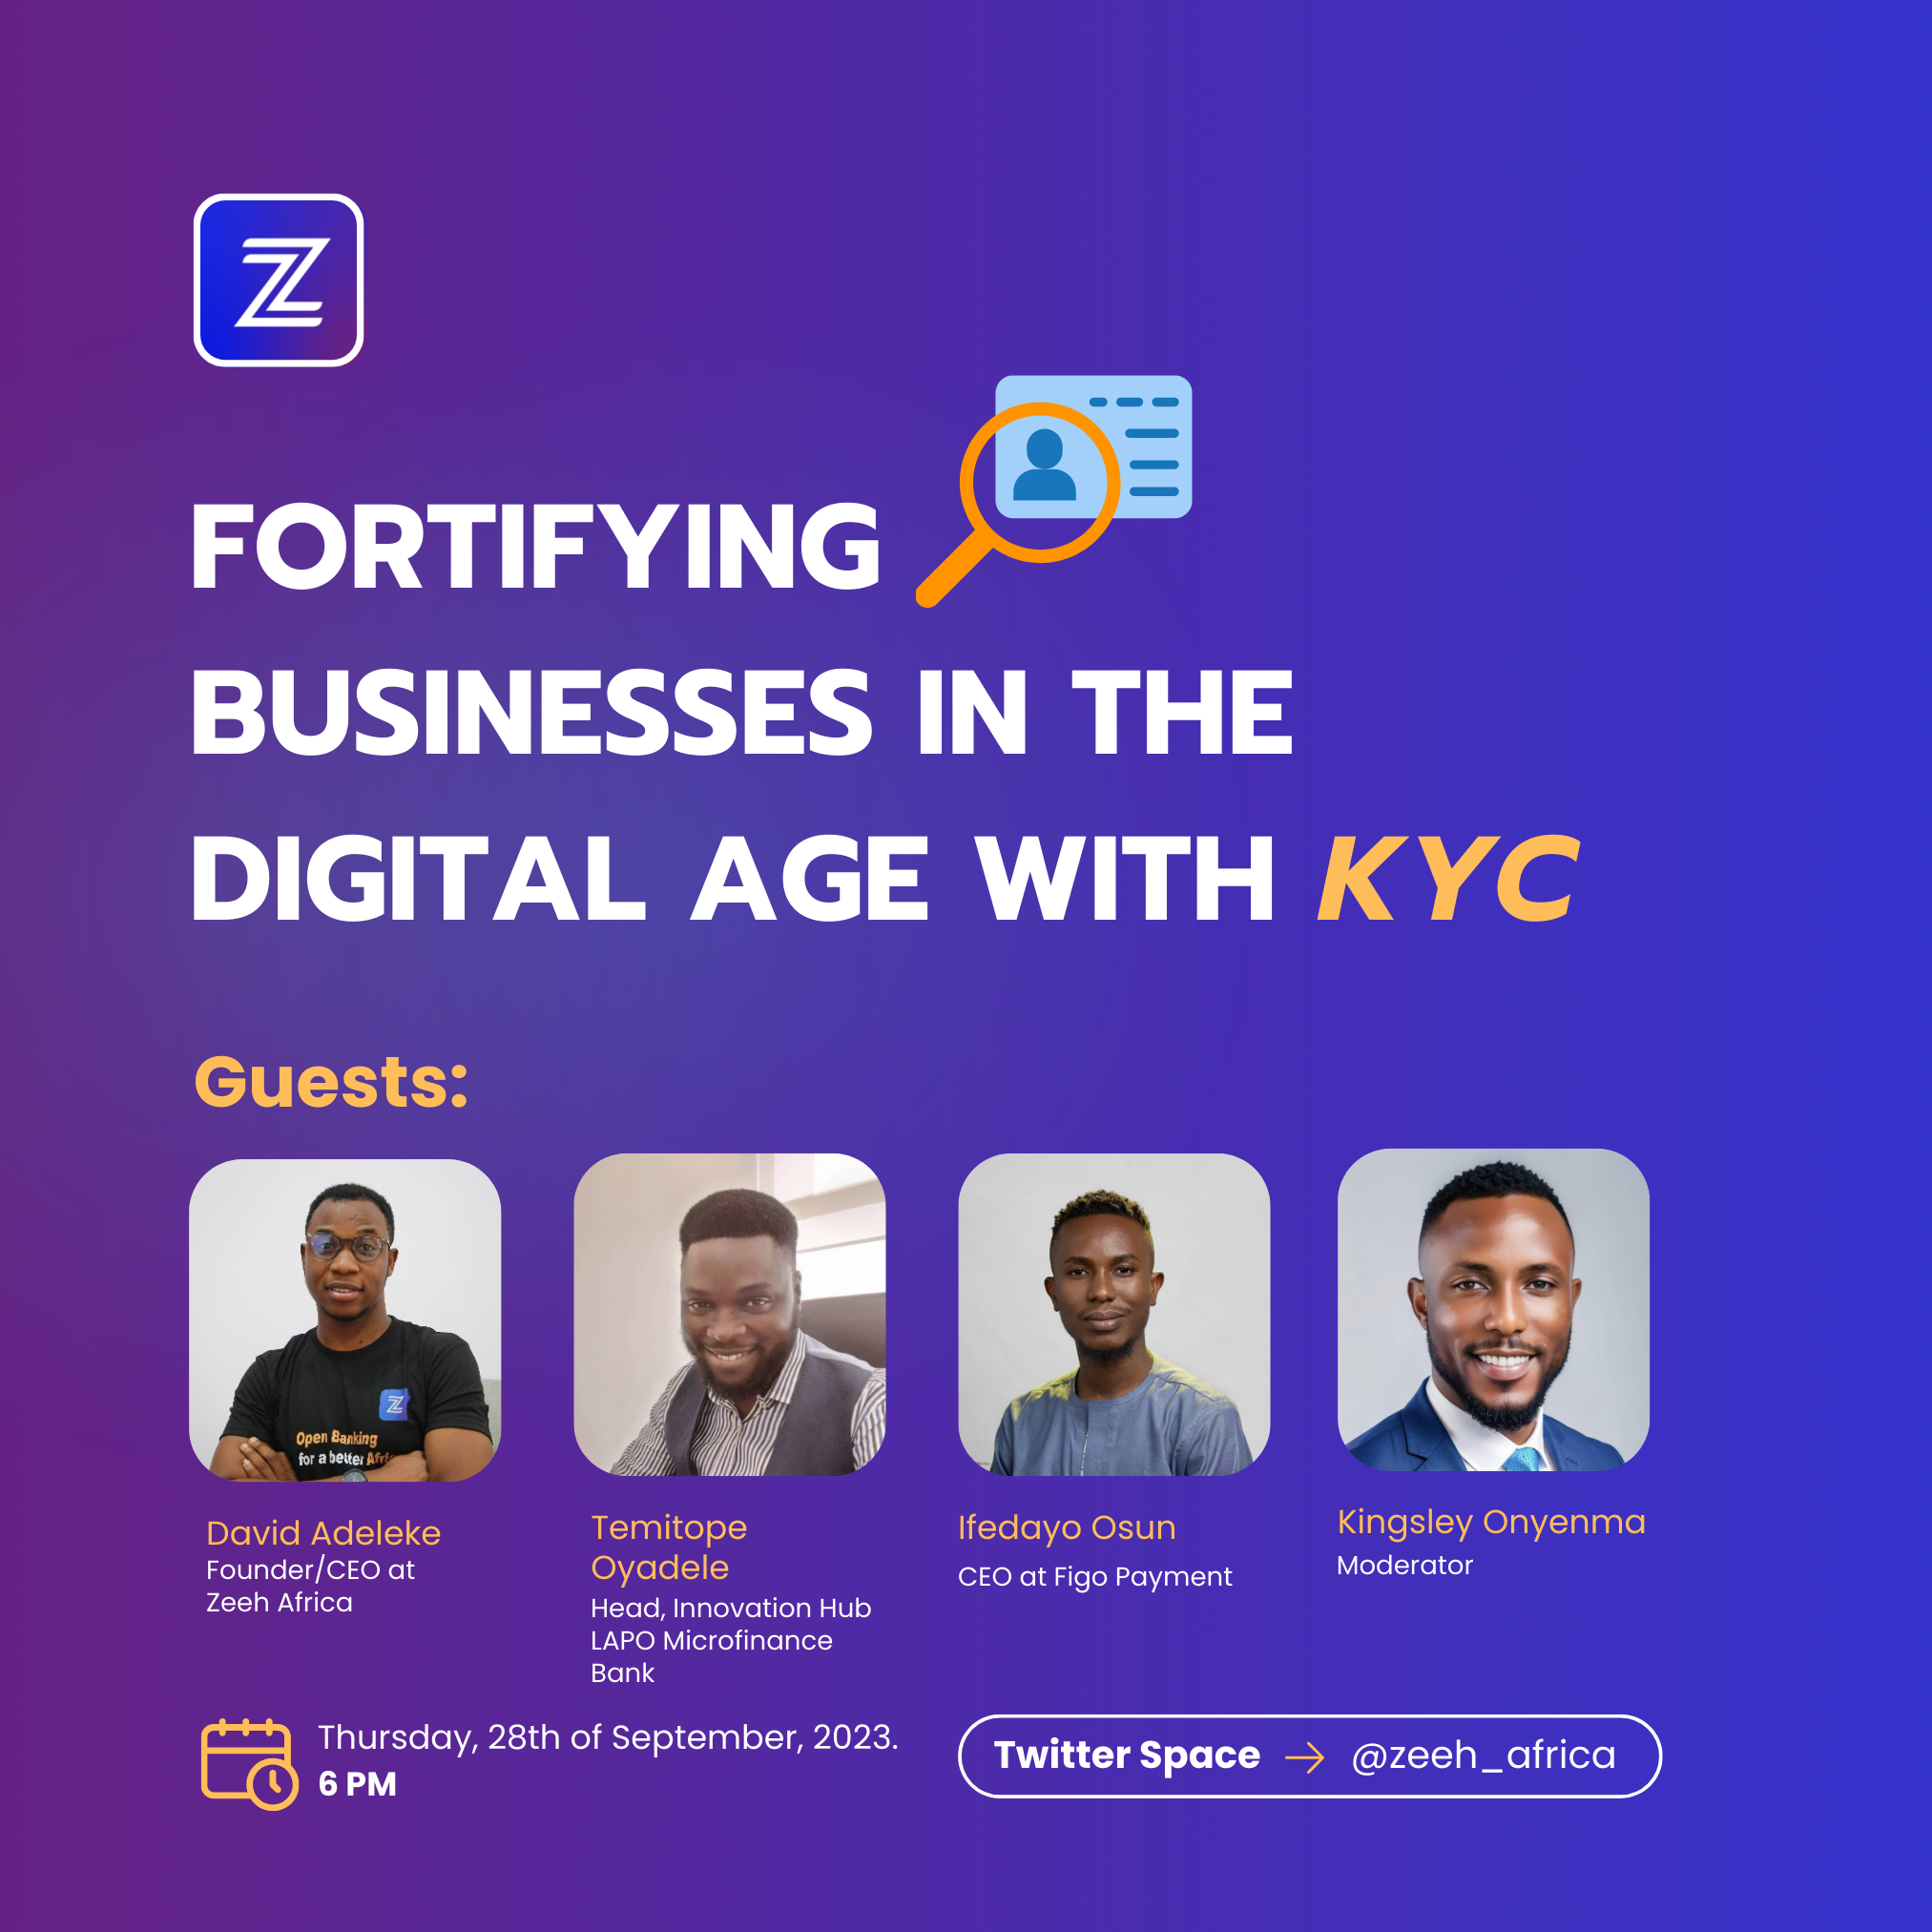 Z
FORTIFYING
BUSINESSES IN THE
DIGITAL AGE WITH KYC
Guests:
Z
Open Banking
for a better
David Adeleke
Founder/CEO at
Zeeh Africa
Temitope
Oyadele
Head, Innovation Hub
LAPO Microfinance
Bank
Ifedayo Osun
CEO at Figo Payment
Kingsley Onyenma
Moderator
Thursday, 28th of September, 2023.
6 PM
Twitter Space → @zeeh_africa